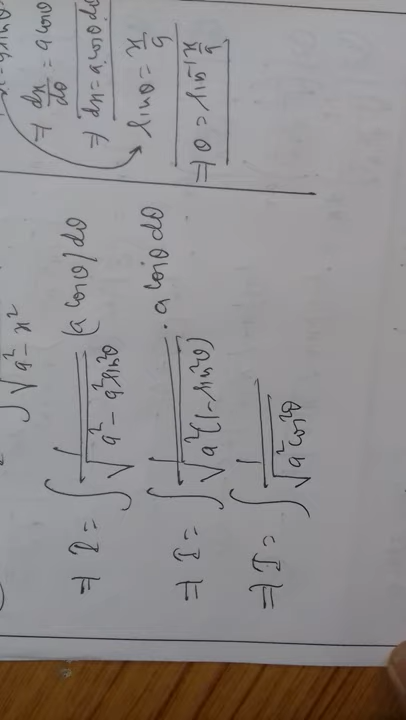 ∫ √a² - x²
⇒ I = ∫ 1/√(a² - a²sin²θ) (a cosθ) dθ
⇒ I = ∫ 1/√(a²(1-sin²θ)) · a cosθ dθ
⇒ I = ∫ 1/√(a²cos²θ)
⇒ dx/dθ = a cosθ
⇒ dx = a cosθ dθ
sinθ = x/a
⇒ θ = sin⁻¹ x/a